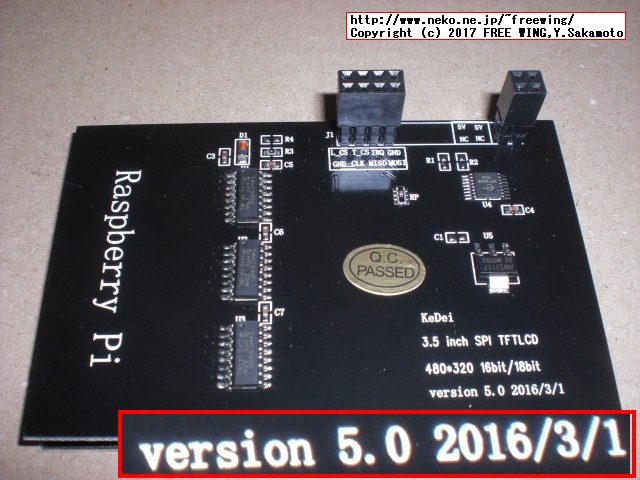 http://www.neko.ne.jp/~freewing/
Copyright (c) 2017 FREE WING,Y.Sakamoto
J1
5V 5V
NC NC
L_CS T_CS IRQ GND
GND CLK MISO MOSI
D1
R4
C3
R3
C5
R1
R2
RP
U4
C4
C6
C1
U5
AMS1117
Q.C.
PASSED
Raspberry Pi
C7
U3
KeDei
3.5 inch SPI TFTLCD
480*320 16bit/18bit
version 5.0 2016/3/1
version 5.0 2016/3/1